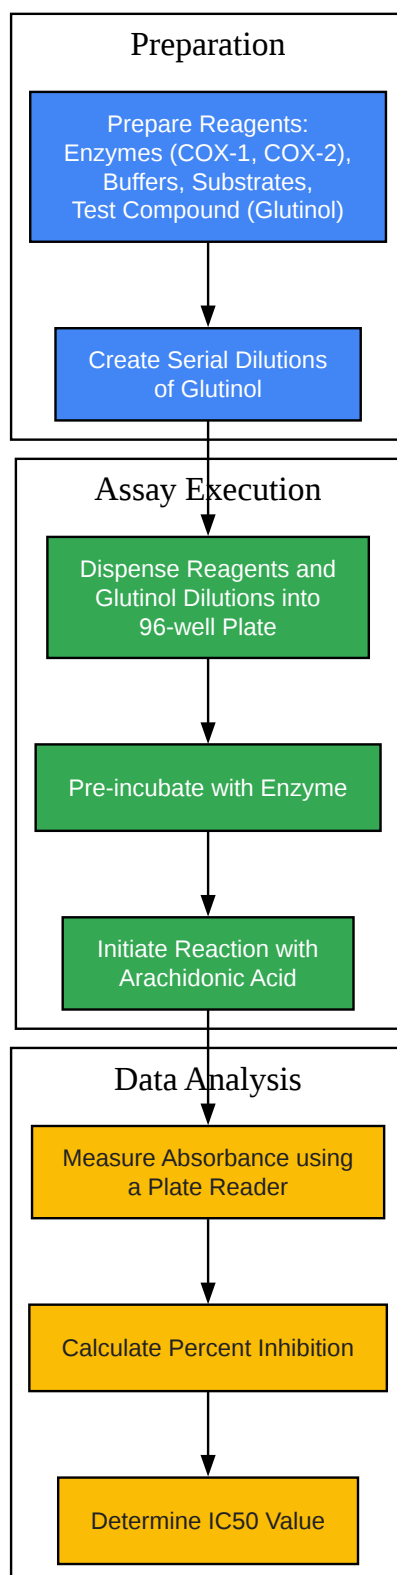 Preparation
Prepare Reagents:
Enzymes (COX-1, COX-2),
Buffers, Substrates,
Test Compound (Glutinol)
Create Serial Dilutions
of Glutinol
Assay Execution
Dispense Reagents and
Glutinol Dilutions into
96-well Plate
Pre-incubate with Enzyme
Initiate Reaction with
Arachidonic Acid
Data Analysis
Measure Absorbance using
a Plate Reader
Calculate Percent Inhibition
Determine IC50 Value